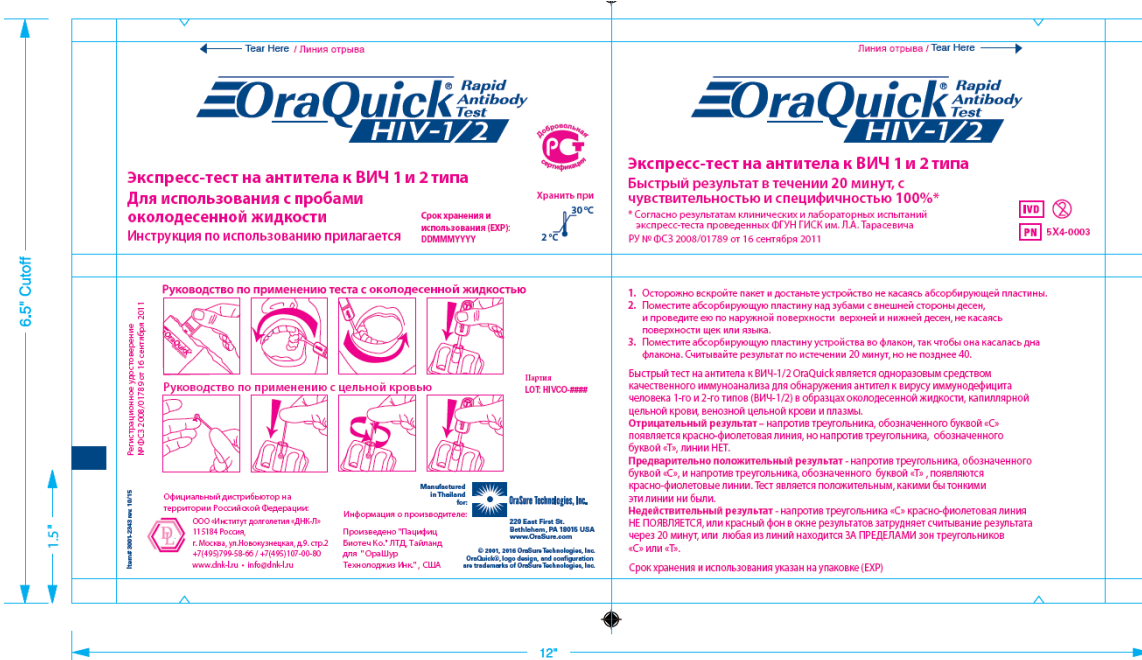 Tear Here / Линия отрыва
OraQuick® Rapid
Antibody
Test
HIV-1/2
Добровольная
РСТ
сертификация
Экспресс-тест на антитела к ВИЧ 1 и 2 типа
Для использования с пробами
околодесенной жидкости
Инструкция по использованию прилагается
Срок хранения и
использования (EXP):
DDMMMYYYY
Хранить при
30 ºC
2 ºC
Линия отрыва / Tear Here
OraQuick® Rapid
Antibody
Test
HIV-1/2
Экспресс-тест на антитела к ВИЧ 1 и 2 типа
Быстрый результат в течении 20 минут, с
чувствительностью и специфичностью 100%*
* Согласно результатам клинических и лабораторных испытаний
экспресс-теста проведенных ФГУН ГИСК им. Л.А. Тарасевича
РУ № ФСЗ 2008/01789 от 16 сентября 2011
IVD
2
PN 5X4-0003
6.5" Cutoff
1.5"
Регистрационное удостоверение
№ ФСЗ 2008/01789 от 16 сентября 2011
Item# 3001-2343 rev. 10/15
Руководство по применению теста с околодесенной жидкостью
OraQuick
Руководство по применению с цельной кровью
Партия
LOT: HIVCO-####
Официальный дистрибьютор на
территории Российской Федерации:
DL
ООО «Институт долголетия «ДНК-Л»
115184 Россия,
г. Москва, ул.Новокузнецкая, д.9. стр.2
+7(495)799-58-66 / +7(495)107-00-80
www.dnk-l.ru • info@dnk-l.ru
Информация о производителе:
Произведено "Пацифиц
Биотеч Ко." ЛТД, Тайланд
для "ОраШур
Технолоджиз Инк." , США
Manufactured
in Thailand
for:
OraSure Technologies, Inc.
220 East First St.
Bethlehem, PA 18015 USA
www.OraSure.com
© 2001, 2016 OraSure Technologies, Inc.
OraQuick®, logo design, and configuration
are trademarks of OraSure Technologies, Inc.
1. Осторожно вскройте пакет и достаньте устройство не касаясь абсорбирующей пластины.
2. Поместите абсорбирующую пластину над зубами с внешней стороны десен,
и проведите ею по наружной поверхности верхней и нижней десен, не касаясь
поверхности щек или языка.
3. Поместите абсорбирующую пластину устройства во флакон, так чтобы она касалась дна
флакона. Считывайте результат по истечении 20 минут, но не позднее 40.
Быстрый тест на антитела к ВИЧ-1/2 OraQuick является одноразовым средством
качественного иммуноанализа для обнаружения антител к вирусу иммунодефицита
человека 1-го и 2-го типов (ВИЧ-1/2) в образцах околодесенной жидкости, капиллярной
цельной крови, венозной цельной крови и плазмы.
Отрицательный результат – напротив треугольника, обозначенного буквой «С»
появляется красно-фиолетовая линия, но напротив треугольника, обозначенного
буквой «Т», линии НЕТ.
Предварительно положительный результат - напротив треугольника, обозначенного
буквой «С», и напротив треугольника, обозначенного буквой «Т» , появляются
красно-фиолетовые линии. Тест является положительным, какими бы тонкими
эти линии ни были.
Недействительный результат - напротив треугольника «С» красно-фиолетовая линия
НЕ ПОЯВЛЯЕТСЯ, или красный фон в окне результатов затрудняет считывание результата
через 20 минут, или любая из линий находится ЗА ПРЕДЕЛАМИ зон треугольников
«С» или «Т».
Срок хранения и использования указан на упаковке (EXP)
12"